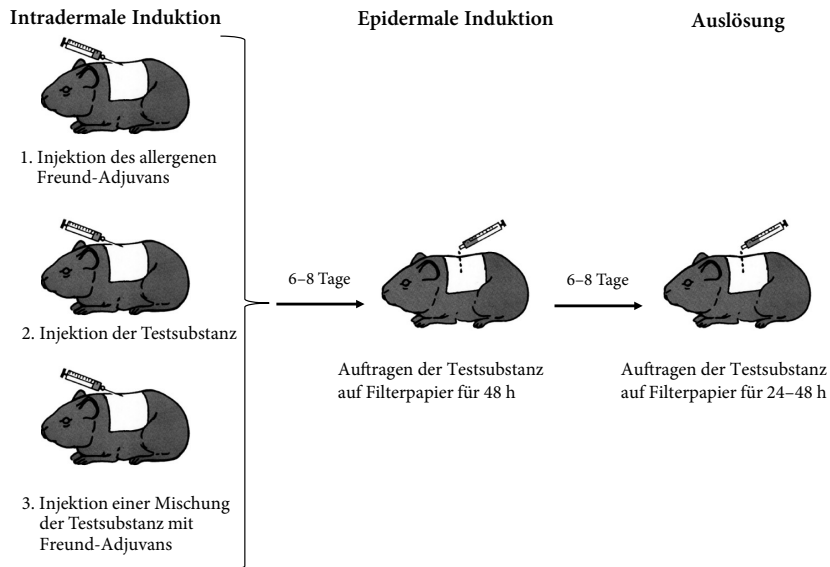 Intradermale Induktion
Epidermale Induktion
Auslösung
1. Injektion des allergenen
Freund-Adjuvans
2. Injektion der Testsubstanz
3. Injektion einer Mischung
der Testsubstanz mit
Freund-Adjuvans
6–8 Tage
Auftragen der Testsubstanz
auf Filterpapier für 48 h
6–8 Tage
Auftragen der Testsubstanz
auf Filterpapier für 24–48 h